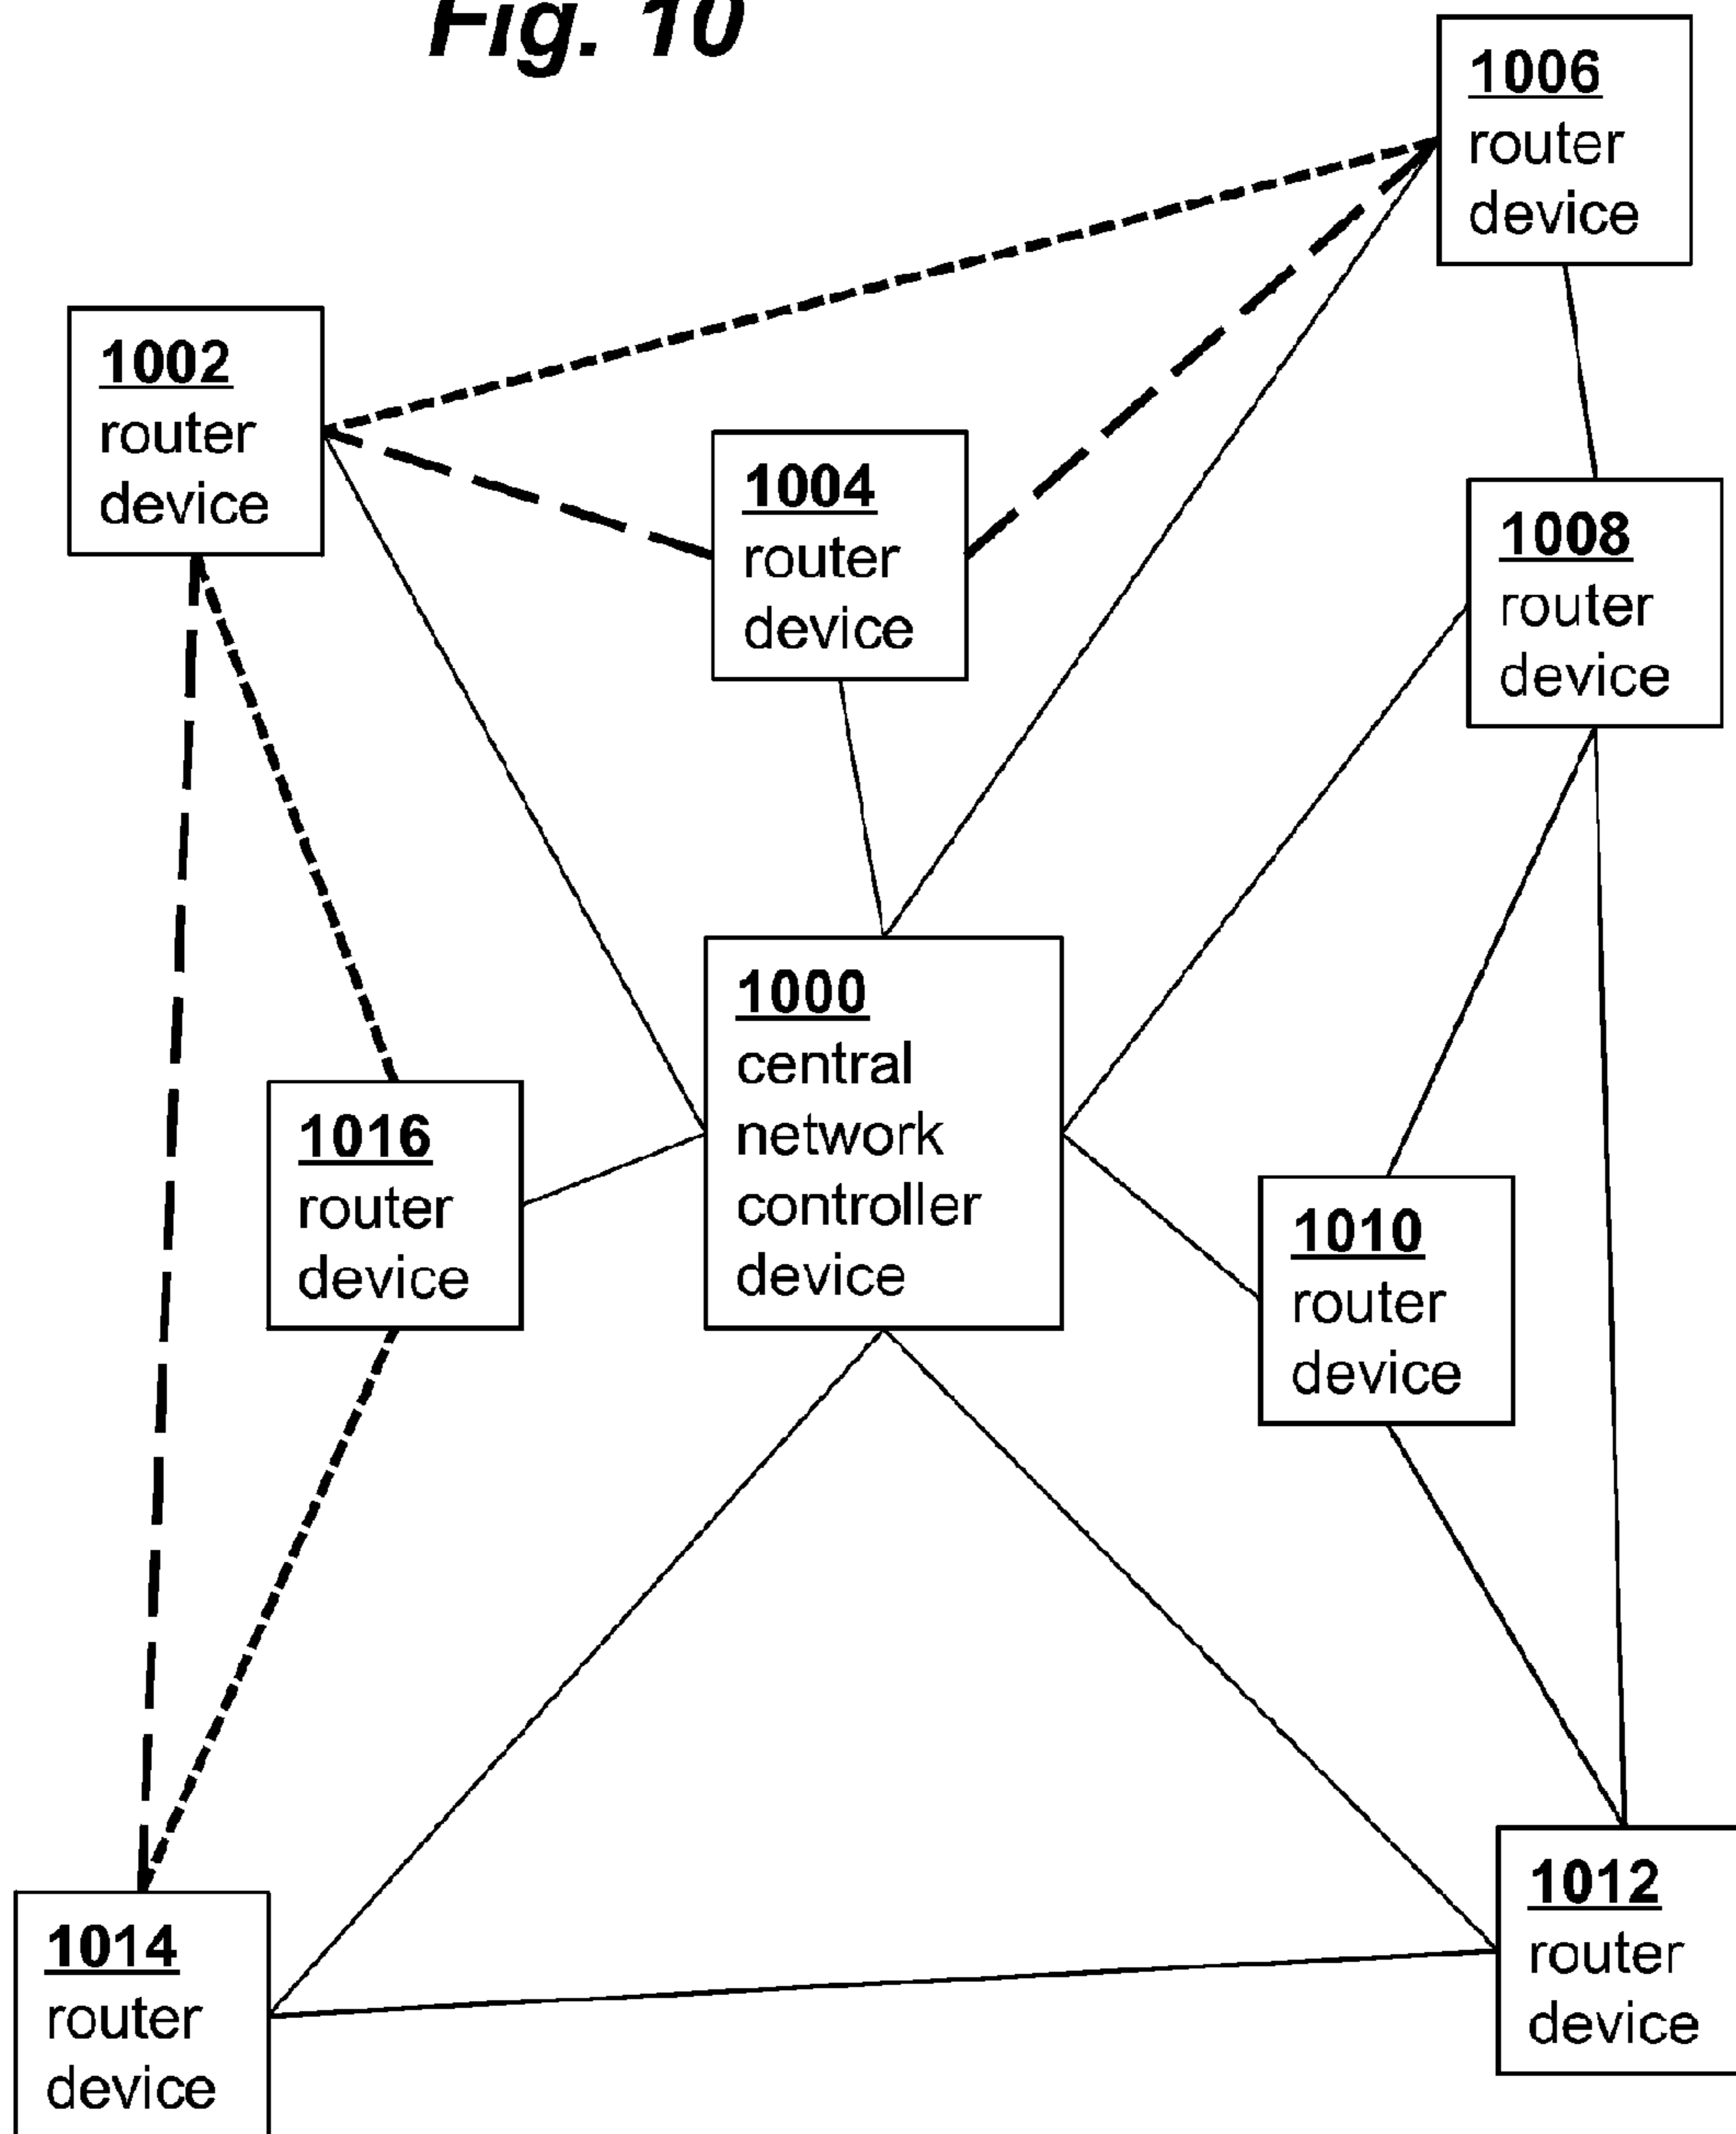 Fig. 10
1006
router
device
1002
router
device
1004
router
device
1008
router
device
1000
central
network
controller
device
1016
router
device
1010
router
device
1012
router
device
1014
router
device